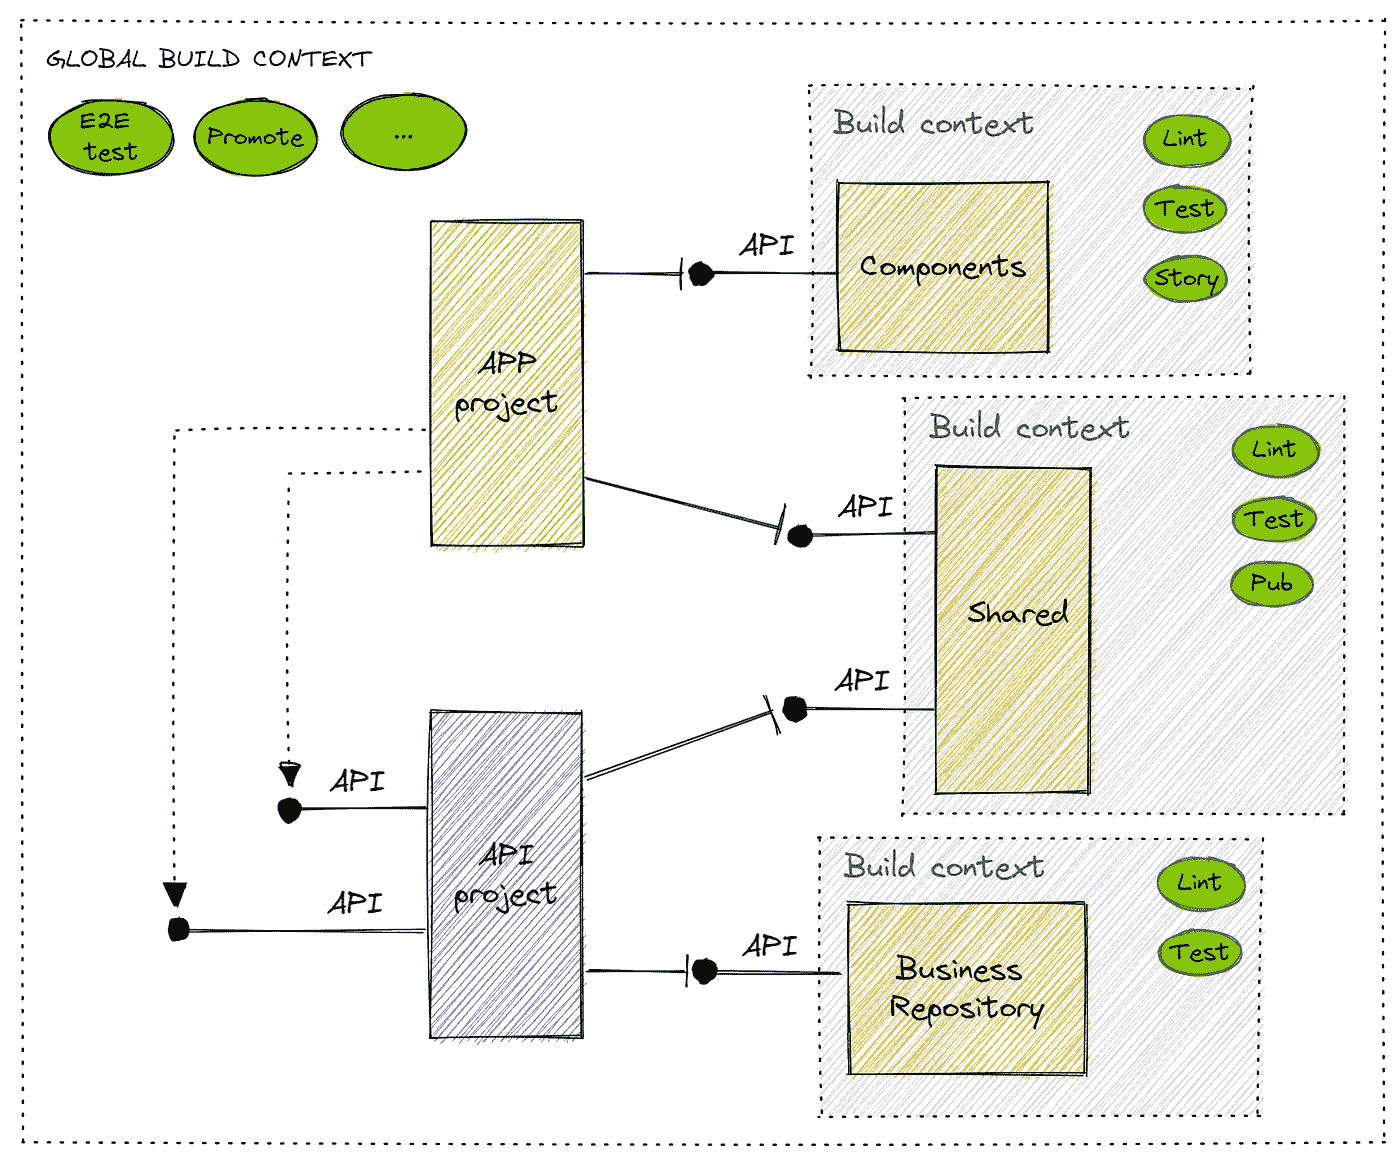 GLOBAL BUILD CONTEXT
E2E
test
Promote
...
Build context
Lint
Test
Story
Components
API
APP
project
Build context
Lint
Test
Pub
API
Shared
API
API
API
API
project
Build context
Lint
Test
API
Business
Repository